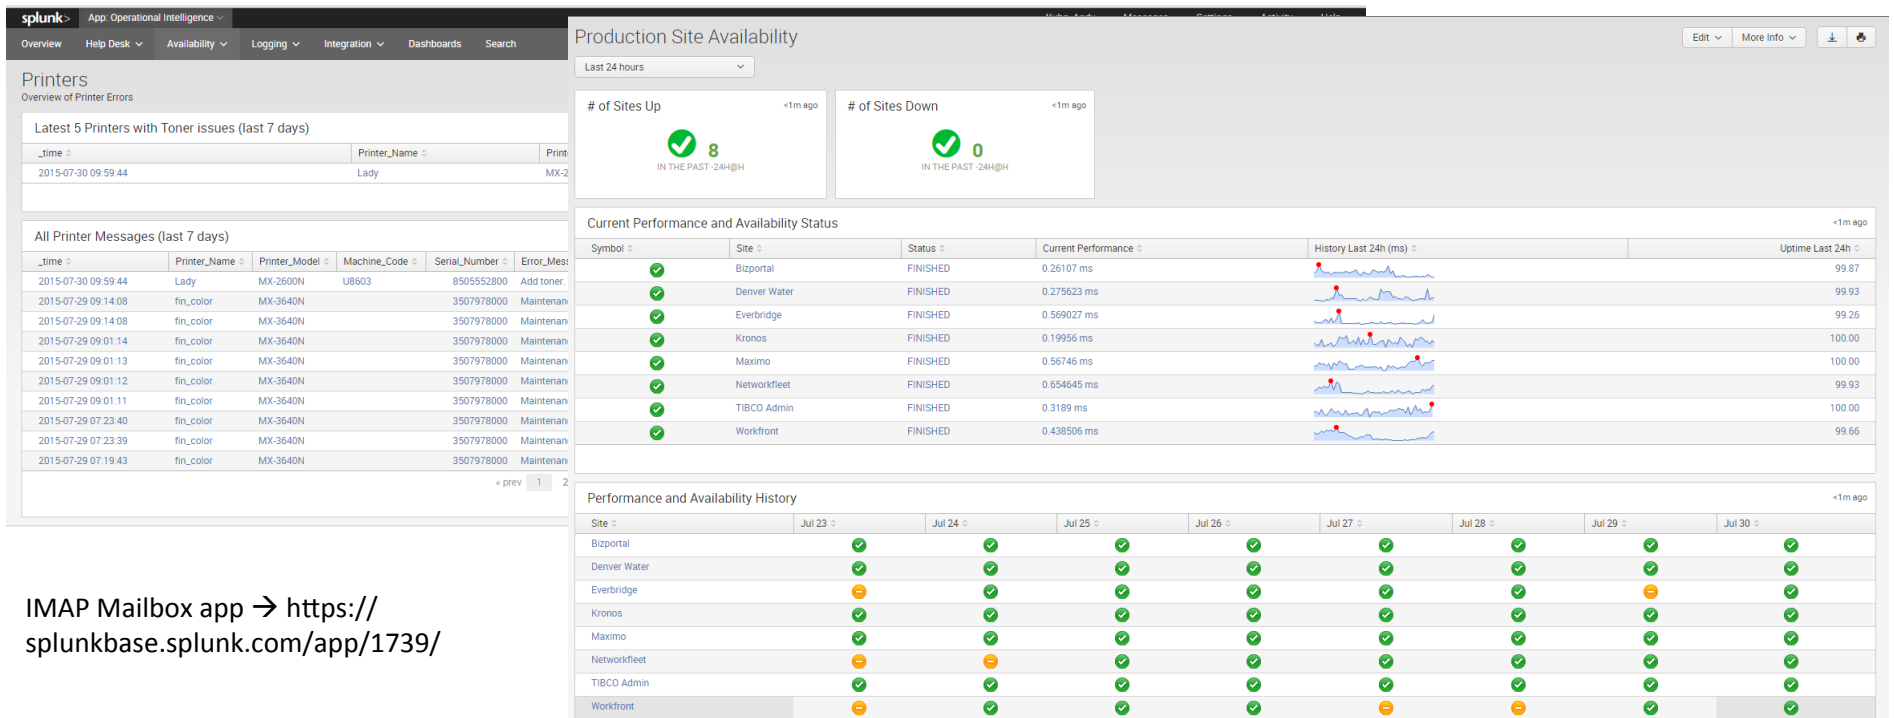 splunk> App: Operational Intelligence
Overview Help Desk Availability Logging Integration Dashboards Search
Printers
Overview of Printer Errors
Latest 5 Printers with Toner issues (last 7 days)
_time Printer_Name
2015-07-30 09:59:44 Lady
All Printer Messages (last 7 days)
_time Printer_Name Printer_Model Machine_Code Serial_Number
2015-07-30 09:59:44 Lady MX-2600N U8603 8505552800 Add toner.
2015-07-29 09:14:08 fin_color MX-3640N 3507978000
2015-07-29 09:14:08 fin_color MX-3640N 3507978000
2015-07-29 09:01:14 fin_color MX-3640N 3507978000
2015-07-29 09:01:13 fin_color MX-3640N 3507978000
2015-07-29 09:01:12 fin_color MX-3640N 3507978000
2015-07-29 09:01:11 fin_color MX-3640N 3507978000
2015-07-29 07:23:40 fin_color MX-3640N 3507978000
2015-07-29 07:23:39 fin_color MX-3640N 3507978000
2015-07-29 07:19:43 fin_color MX-3640N 3507978000
« prev 1 2
IMAP Mailbox app → https://
splunkbase.splunk.com/app/1739/
Production Site Availability
Edit More Info
Last 24 hours
# of Sites Up <1m ago
8
IN THE PAST -24H@H
# of Sites Down <1m ago
0
IN THE PAST -24H@H
Current Performance and Availability Status <1m ago
Symbol Site Status Current Performance History Last 24h (ms) Uptime Last 24h
Bizportal FINISHED 0.26107 ms 99.87
Denver Water FINISHED 0.275623 ms 99.93
Everbridge FINISHED 0.569027 ms 99.26
Kronos FINISHED 0.19956 ms 100.00
Maximo FINISHED 0.56746 ms 100.00
Networkfleet FINISHED 0.654645 ms 99.93
TIBCO Admin FINISHED 0.3189 ms 100.00
Workfront FINISHED 0.438506 ms 99.66
Performance and Availability History <1m ago
Site Jul 23 Jul 24 Jul 25 Jul 26 Jul 27 Jul 28 Jul 29 Jul 30
Bizportal
Denver Water
Everbridge
Kronos
Maximo
Networkfleet
TIBCO Admin
Workfront